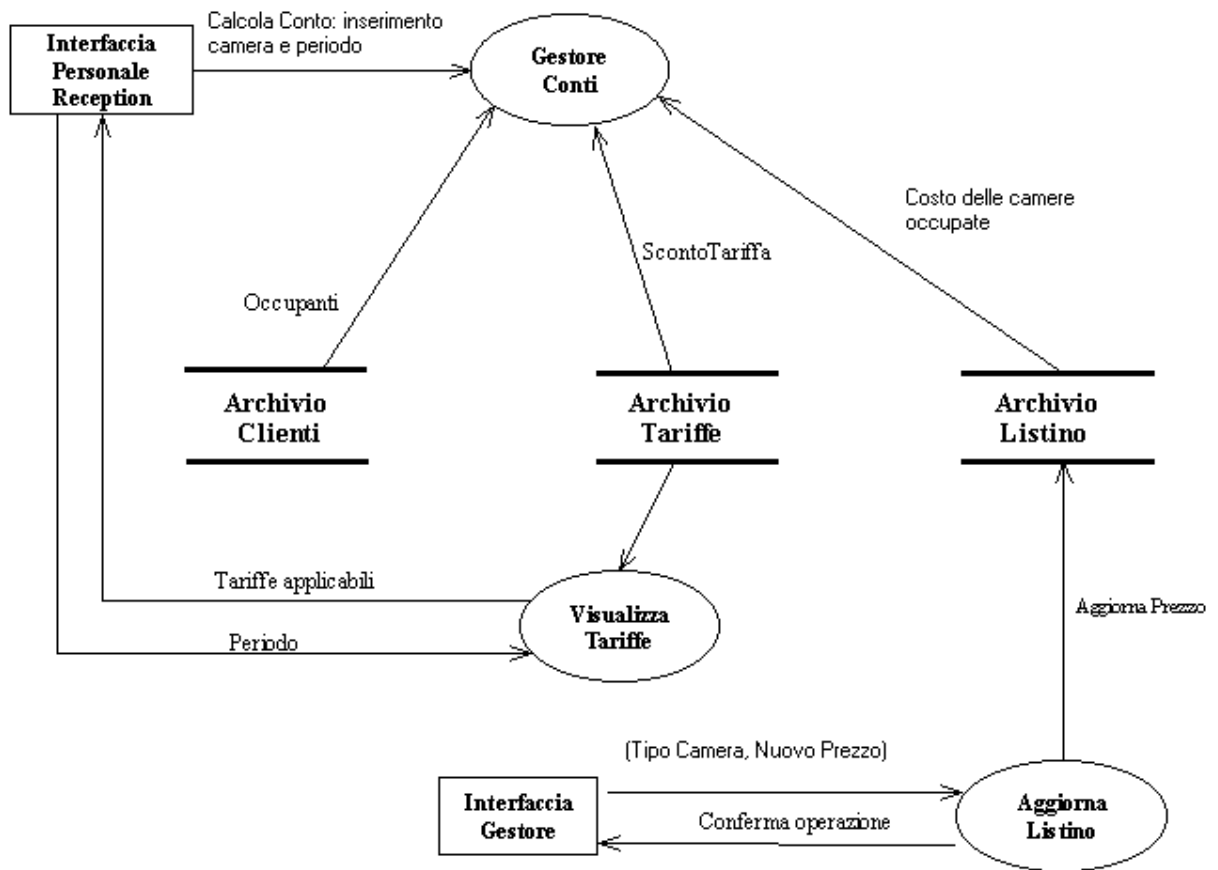 Calcola Conto: inserimento
camera e periodo
Interfaccia
Personale
Reception
Gestore
Conti
Costo delle camere
occupate
ScontoTariffa
Occupanti
Archivio
Clienti
Archivio
Tariffe
Archivio
Listino
Tariffe applicabili
Visualizza
Tariffe
Periodo
Aggiorna Prezzo
(Tipo Camera, Nuovo Prezzo)
Interfaccia
Gestore
Conferma operazione
Aggiorna
Listino